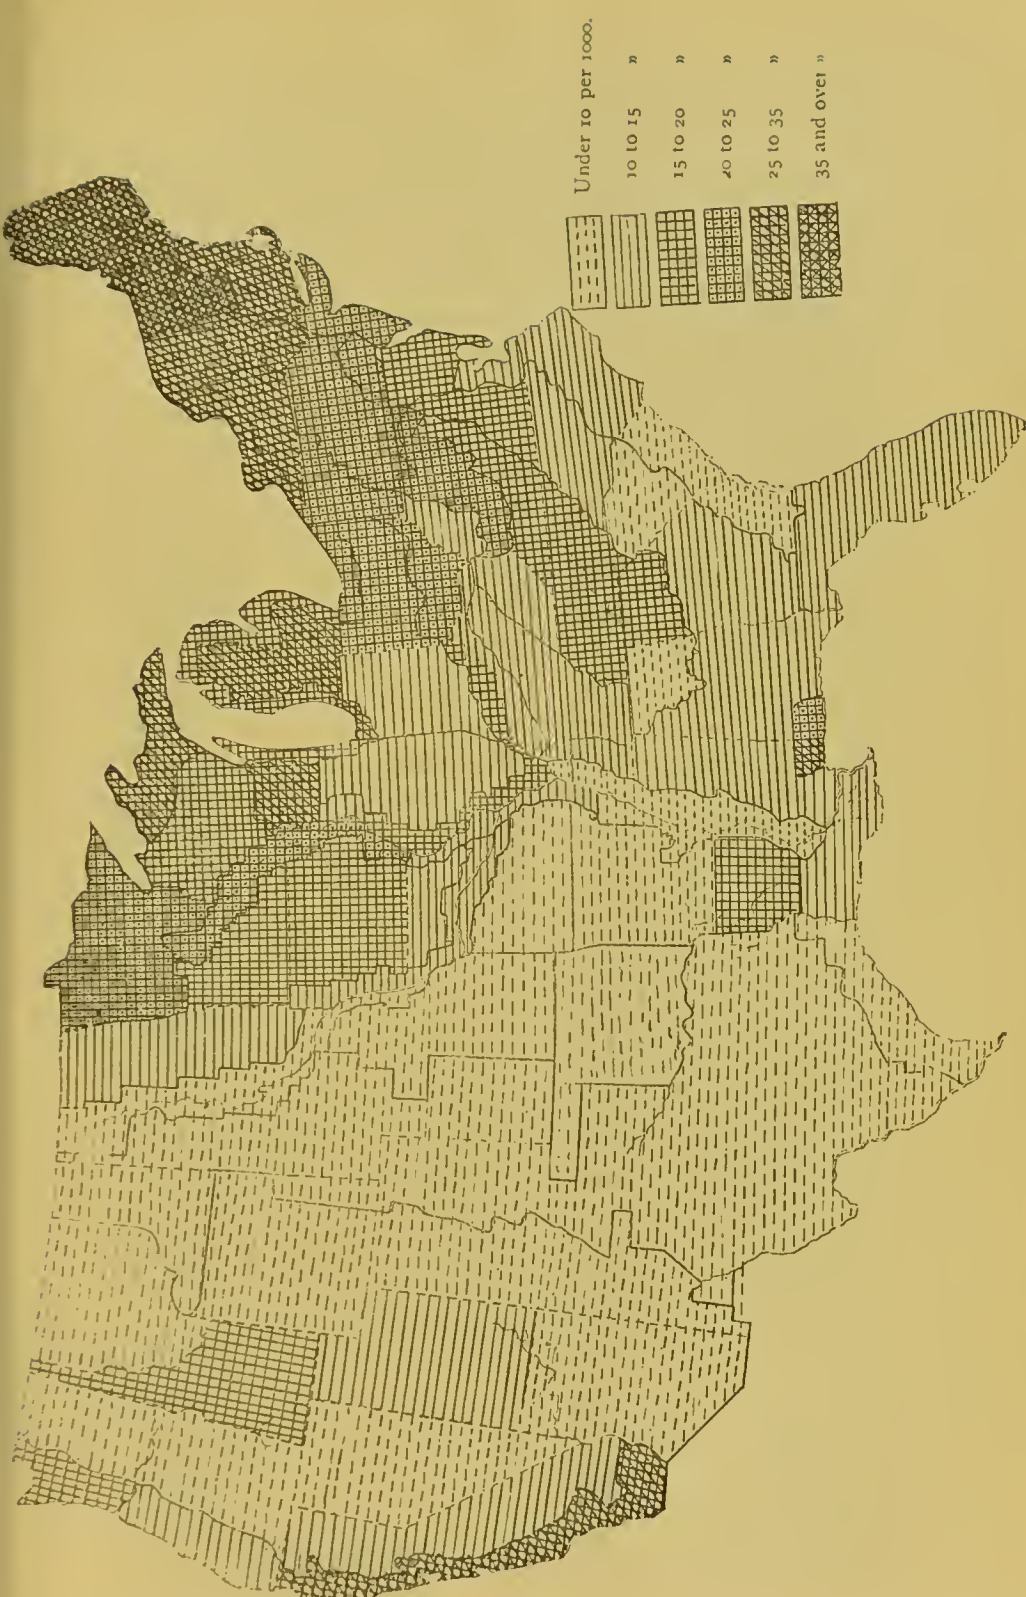 Under 10 per 1000.
10 to 15 "
15 to 20 "
20 to 25 "
25 to 35 "
35 and over "